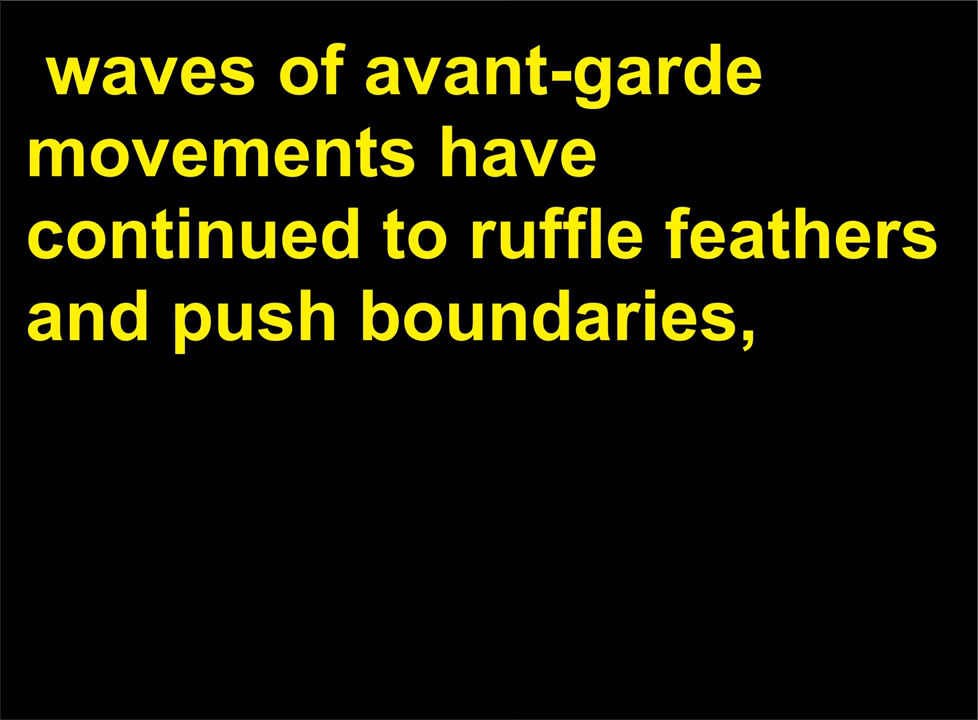 waves of avant-garde
movements have
continued to ruffle feathers
and push boundaries,